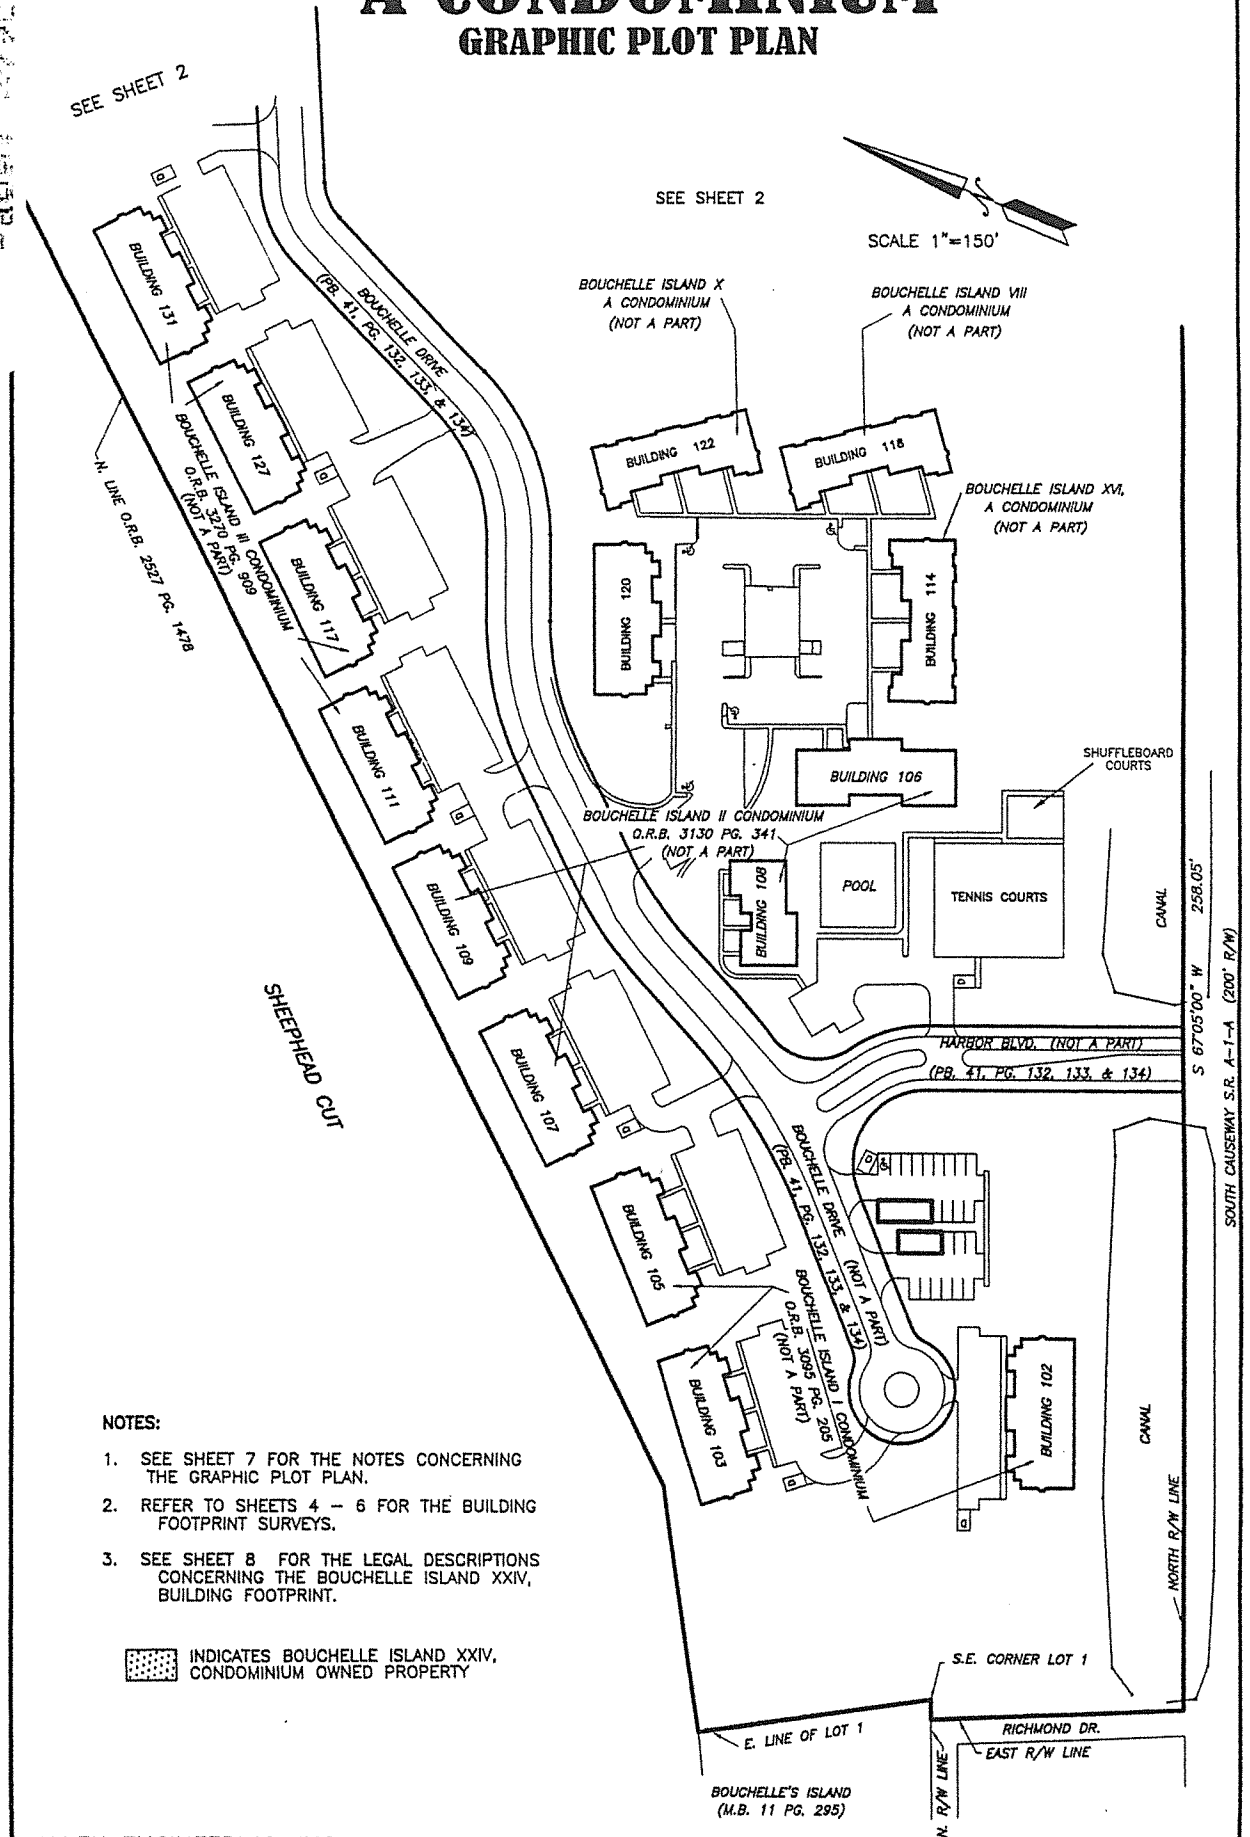 A CONDOMINIUM
GRAPHIC PLOT PLAN
SEE SHEET 2
SEE SHEET 2
SCALE 1"=150'
BOUCHELLE ISLAND X
A CONDOMINIUM
(NOT A PART)
BOUCHELLE ISLAND VIII
A CONDOMINIUM
(NOT A PART)
BUILDING 131
BOUCHELLE DRIVE
(PB. 41, PG. 132, 133, & 134)
BUILDING 127
BOUCHELLE ISLAND III CONDOMINIUM
O.R.B. 3270 PG. 909
(NOT A PART)
N. LINE O.R.B. 2527 PG. 1478
BUILDING 122
BUILDING 118
BOUCHELLE ISLAND XVI,
A CONDOMINIUM
(NOT A PART)
BUILDING 117
BUILDING 120
BUILDING 114
BUILDING 111
BUILDING 106
SHUFFLEBOARD
COURTS
BOUCHELLE ISLAND II CONDOMINIUM
O.R.B. 3130 PG. 341
(NOT A PART)
BUILDING 109
BUILDING 108
POOL
TENNIS COURTS
CANAL
S 67°05'00" W 258.05'
SOUTH CAUSEWAY S.R. A-1-A (200' R/W)
SHEEPHEAD CUT
BUILDING 107
HARBOR BLVD. (NOT A PART)
(PB. 41, PG. 132, 133, & 134)
BOUCHELLE DRIVE (NOT A PART)
(PB. 41, PG. 132, 133, & 134)
BUILDING 105
BOUCHELLE ISLAND I CONDOMINIUM
O.R.B. 3095 PG. 205
(NOT A PART)
BUILDING 103
BUILDING 102
CANAL
NORTH R/W LINE
NOTES:
1. SEE SHEET 7 FOR THE NOTES CONCERNING
THE GRAPHIC PLOT PLAN.
2. REFER TO SHEETS 4 – 6 FOR THE BUILDING
FOOTPRINT SURVEYS.
3. SEE SHEET 8 FOR THE LEGAL DESCRIPTIONS
CONCERNING THE BOUCHELLE ISLAND XXIV,
BUILDING FOOTPRINT.
INDICATES BOUCHELLE ISLAND XXIV,
CONDOMINIUM OWNED PROPERTY
S.E. CORNER LOT 1
E. LINE OF LOT 1
RICHMOND DR.
EAST R/W LINE
N. R/W LINE
BOUCHELLE'S ISLAND
(M.B. 11 PG. 295)